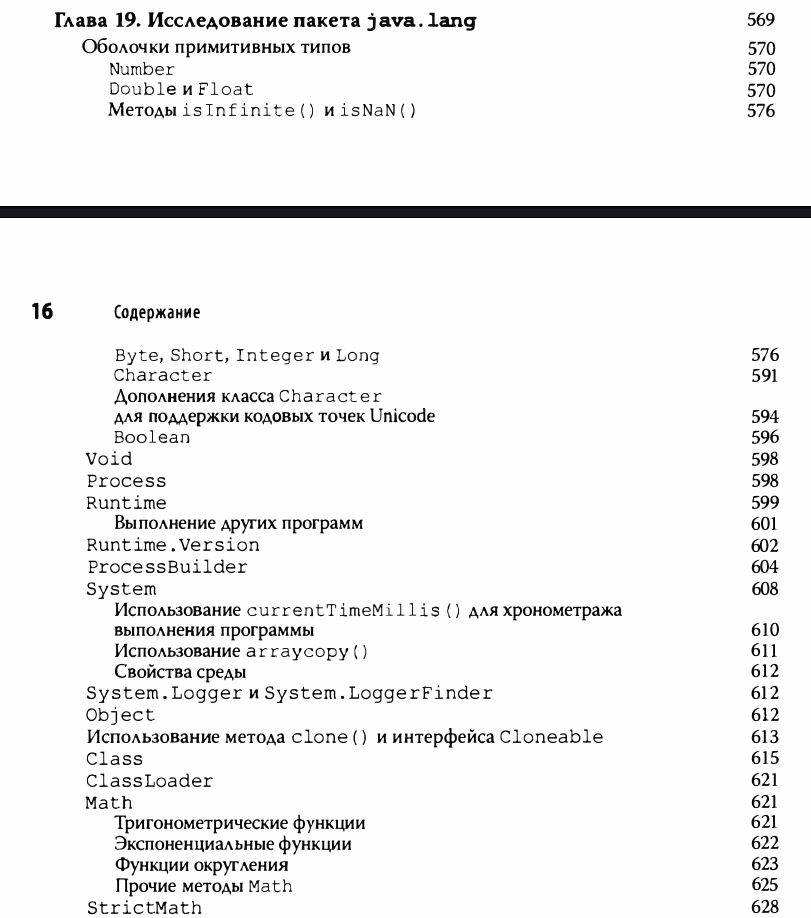 Глава 19. Исследование пакета java.lang 569
Оболочки примитивных типов 570
Number 570
Double и Float 570
Методы isInfinite() и isNaN() 576
16 Содержание
Byte, Short, Integer и Long 576
Character 591
Дополнения класса Character
для поддержки кодовых точек Unicode 594
Boolean 596
Void 598
Process 598
Runtime 599
Выполнение других программ 601
Runtime.Version 602
ProcessBuilder 604
System 608
Использование currentTimeMillis() для хронометража
выполнения программы 610
Использование arraycopy() 611
Свойства среды 612
System.Logger и System.LoggerFinder 612
Object 612
Использование метода clone() и интерфейса Cloneable 613
Class 615
ClassLoader 621
Math 621
Тригонометрические функции 621
Экспоненциальные функции 622
Функции округления 623
Прочие методы Math 625
StrictMath 628